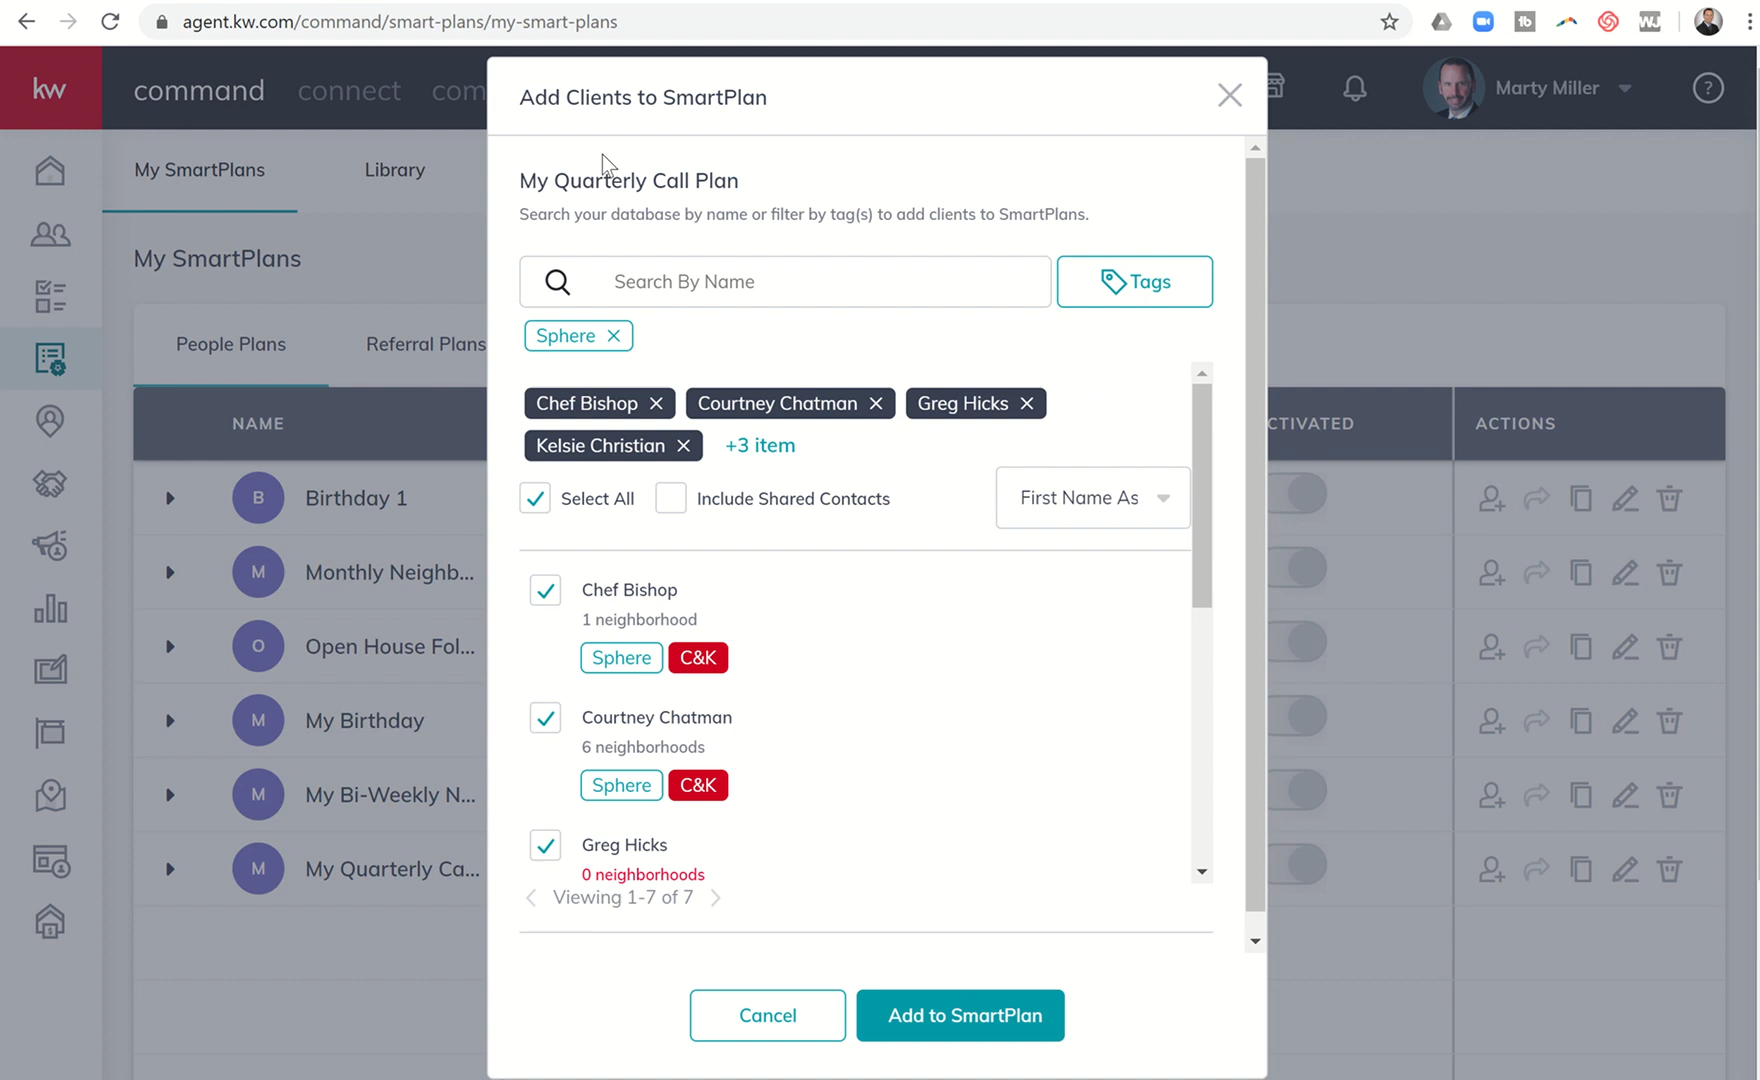 agent.kw.com/command/smart-plans/my-smart-plans
kw
command connect com
Marty Miller
?
My SmartPlans Library
My SmartPlans
People Plans Referral Plans
NAME
CTIVATED ACTIONS
B Birthday 1
M Monthly Neighb...
O Open House Fol...
M My Birthday
M My Bi-Weekly N...
M My Quarterly Ca...
Add Clients to SmartPlan
My Quarterly Call Plan
Search your database by name or filter by tag(s) to add clients to SmartPlans.
Search By Name
Tags
Sphere
Chef Bishop Courtney Chatman Greg Hicks
Kelsie Christian +3 item
Select All Include Shared Contacts First Name As
Chef Bishop
1 neighborhood
Sphere C&K
Courtney Chatman
6 neighborhoods
Sphere C&K
Greg Hicks
0 neighborhoods
Viewing 1-7 of 7
Cancel Add to SmartPlan